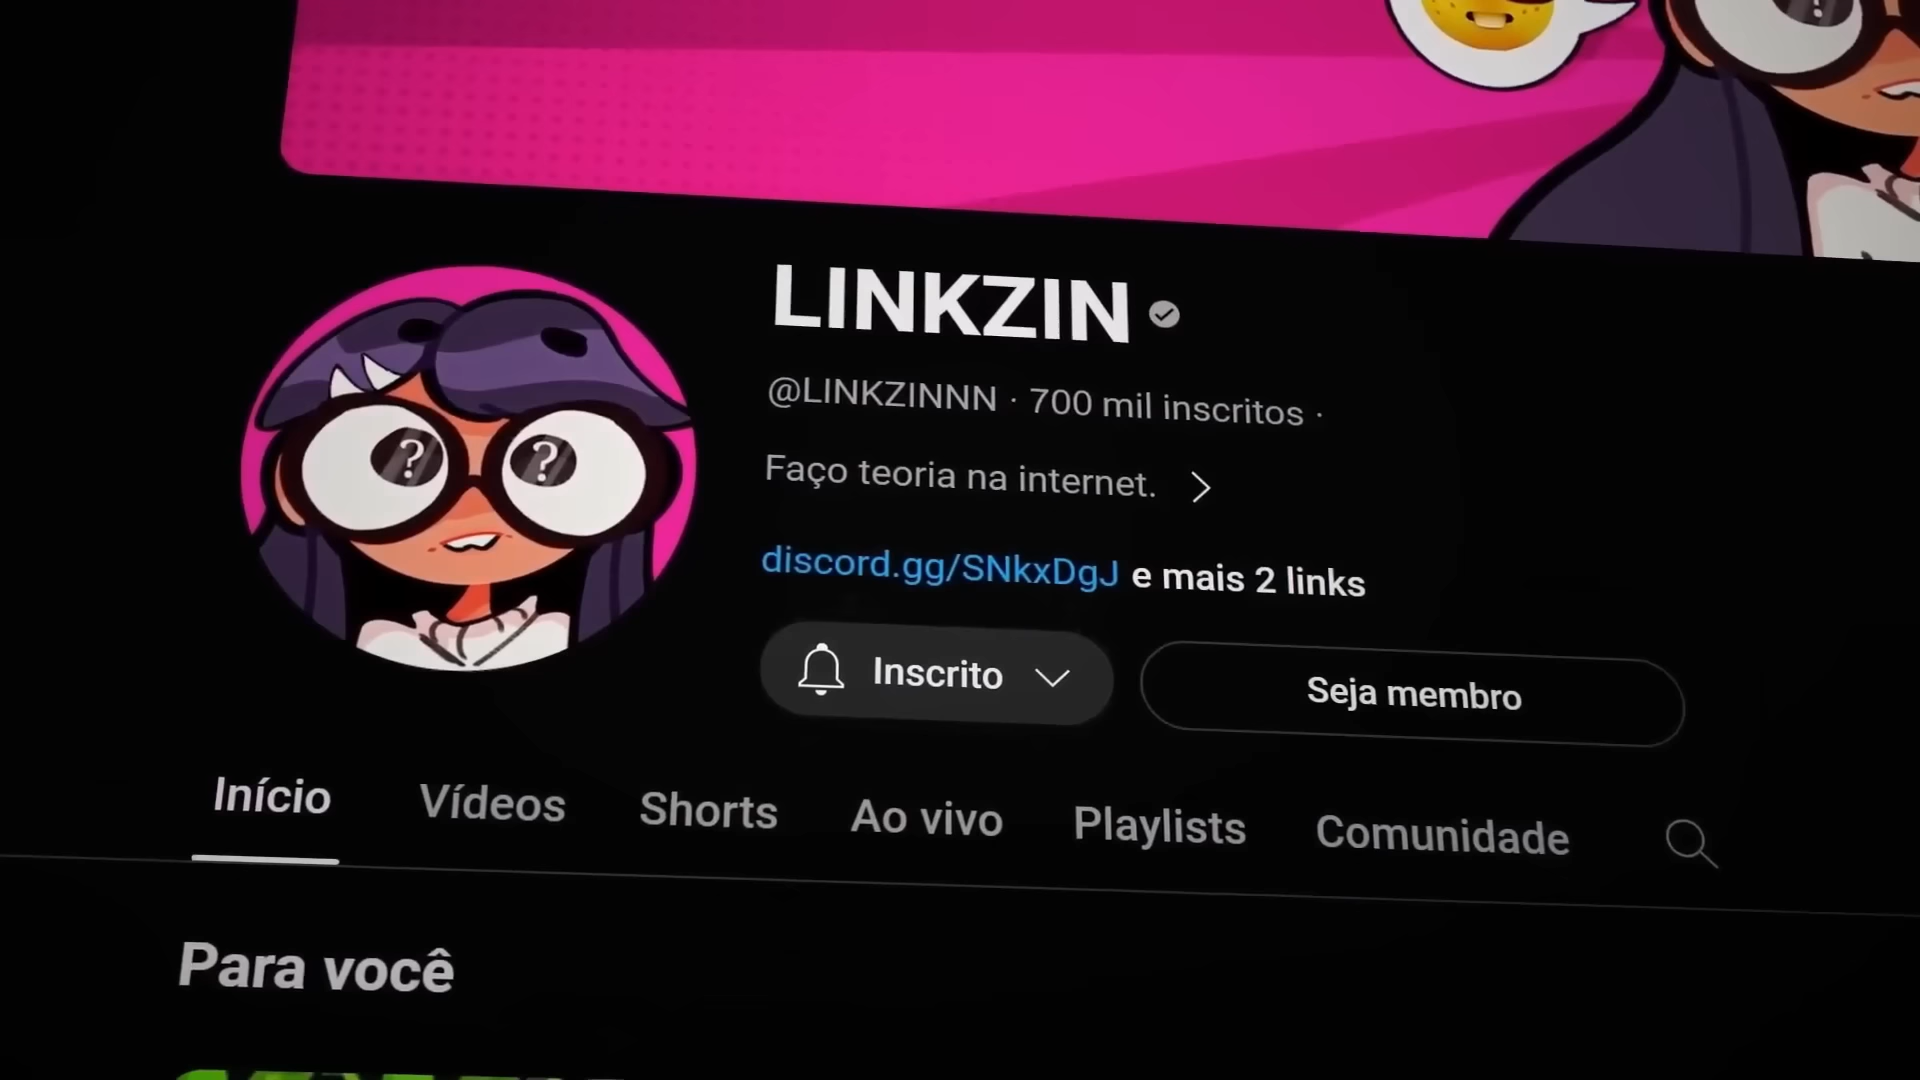 LINKZIN
@LINKZINNN · 700 mil inscritos ·
Faço teoria na internet.
discord.gg/SNkxDgJ e mais 2 links
Inscrito
Seja membro
Início
Vídeos
Shorts
Ao vivo
Playlists
Comunidade
Para você
? ?